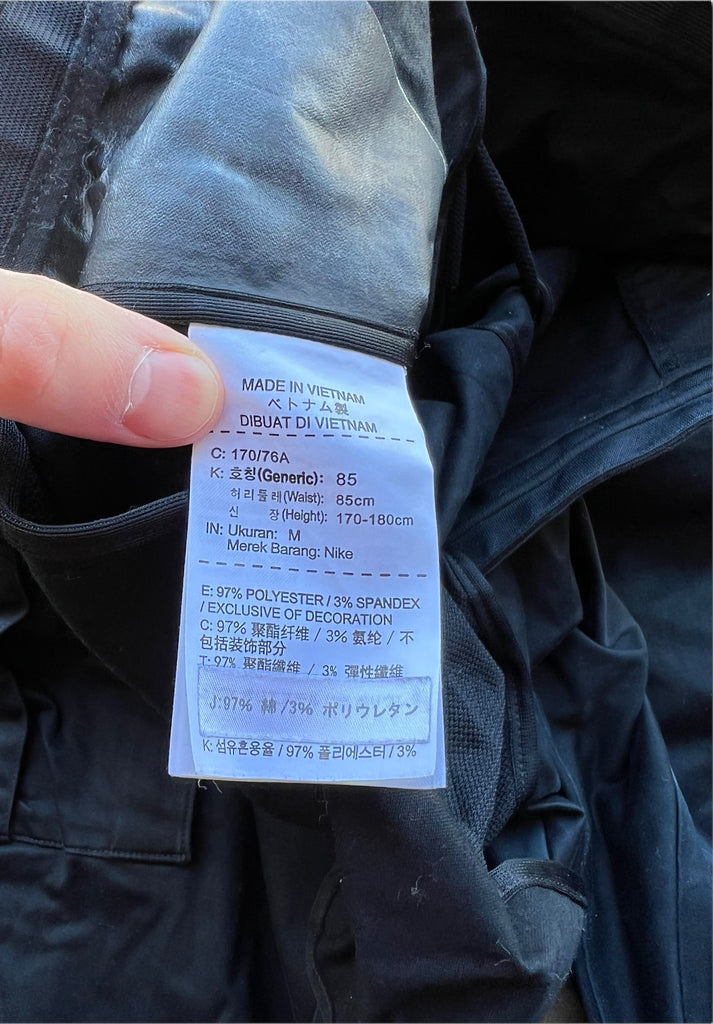 MADE IN VIETNAM
ベトナム製
DIBUAT DI VIETNAM
C: 170/76A
K: 호칭(Generic): 85
허리둘레(Waist): 85cm
신 장(Height): 170-180cm
IN: Ukuran: M
Merek Barang: Nike
E: 97% POLYESTER / 3% SPANDEX
/ EXCLUSIVE OF DECORATION
C: 97% 聚酯纤维 / 3% 氨纶 / 不
包括装饰部分
T: 97% 聚酯纖維 / 3% 彈性纖維
J:97% 綿 /3% ポリウレタン
K: 섬유혼용율 / 97% 폴리에스터 / 3%